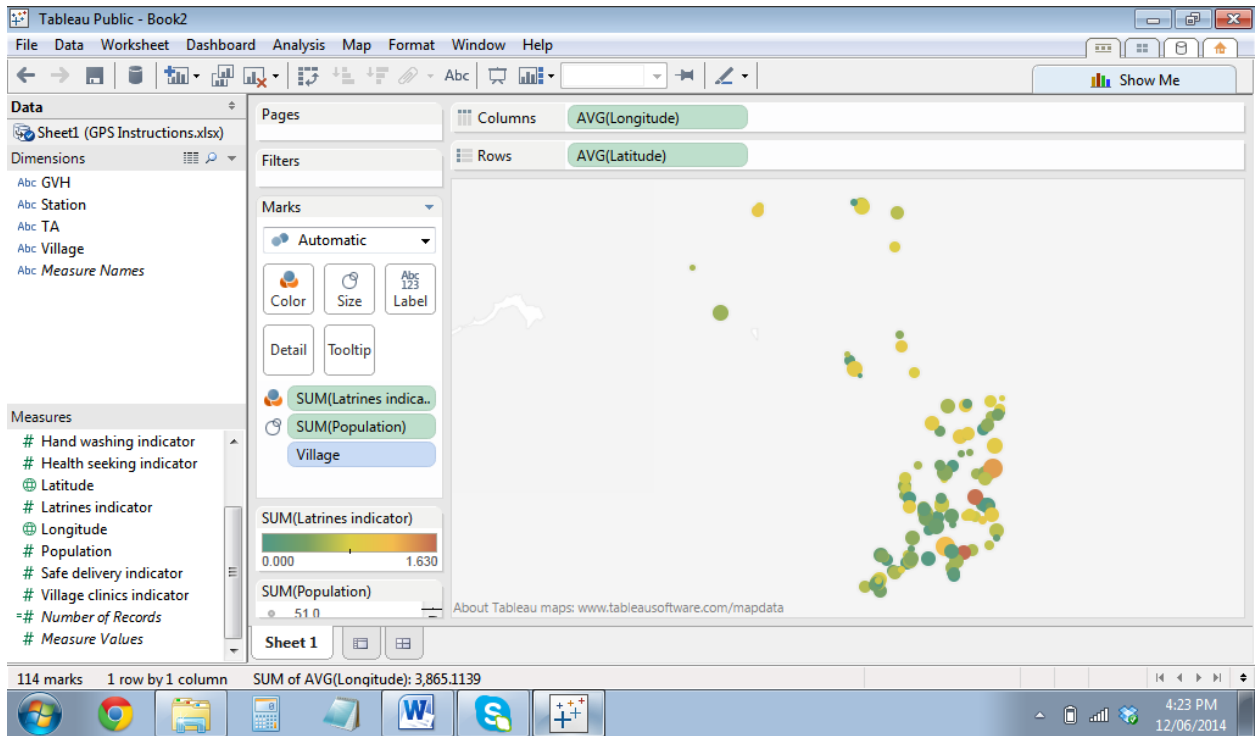 Tableau Public - Book2
File Data Worksheet Dashboard Analysis Map Format Window Help
Abc
Show Me
Data
Sheet1 (GPS Instructions.xlsx)
Dimensions
Abc GVH
Abc Station
Abc TA
Abc Village
Abc Measure Names
Measures
# Hand washing indicator
# Health seeking indicator
Latitude
# Latrines indicator
Longitude
# Population
# Safe delivery indicator
# Village clinics indicator
=# Number of Records
# Measure Values
Pages
Filters
Marks
Automatic
Color Size Abc 123 Label
Detail Tooltip
SUM(Latrines indica..
SUM(Population)
Village
SUM(Latrines indicator)
0.000 1.630
SUM(Population)
51.0
Columns AVG(Longitude)
Rows AVG(Latitude)
About Tableau maps: www.tableausoftware.com/mapdata
Sheet 1
114 marks 1 row by 1 column SUM of AVG(Longitude): 3,865.1139
4:23 PM
12/06/2014